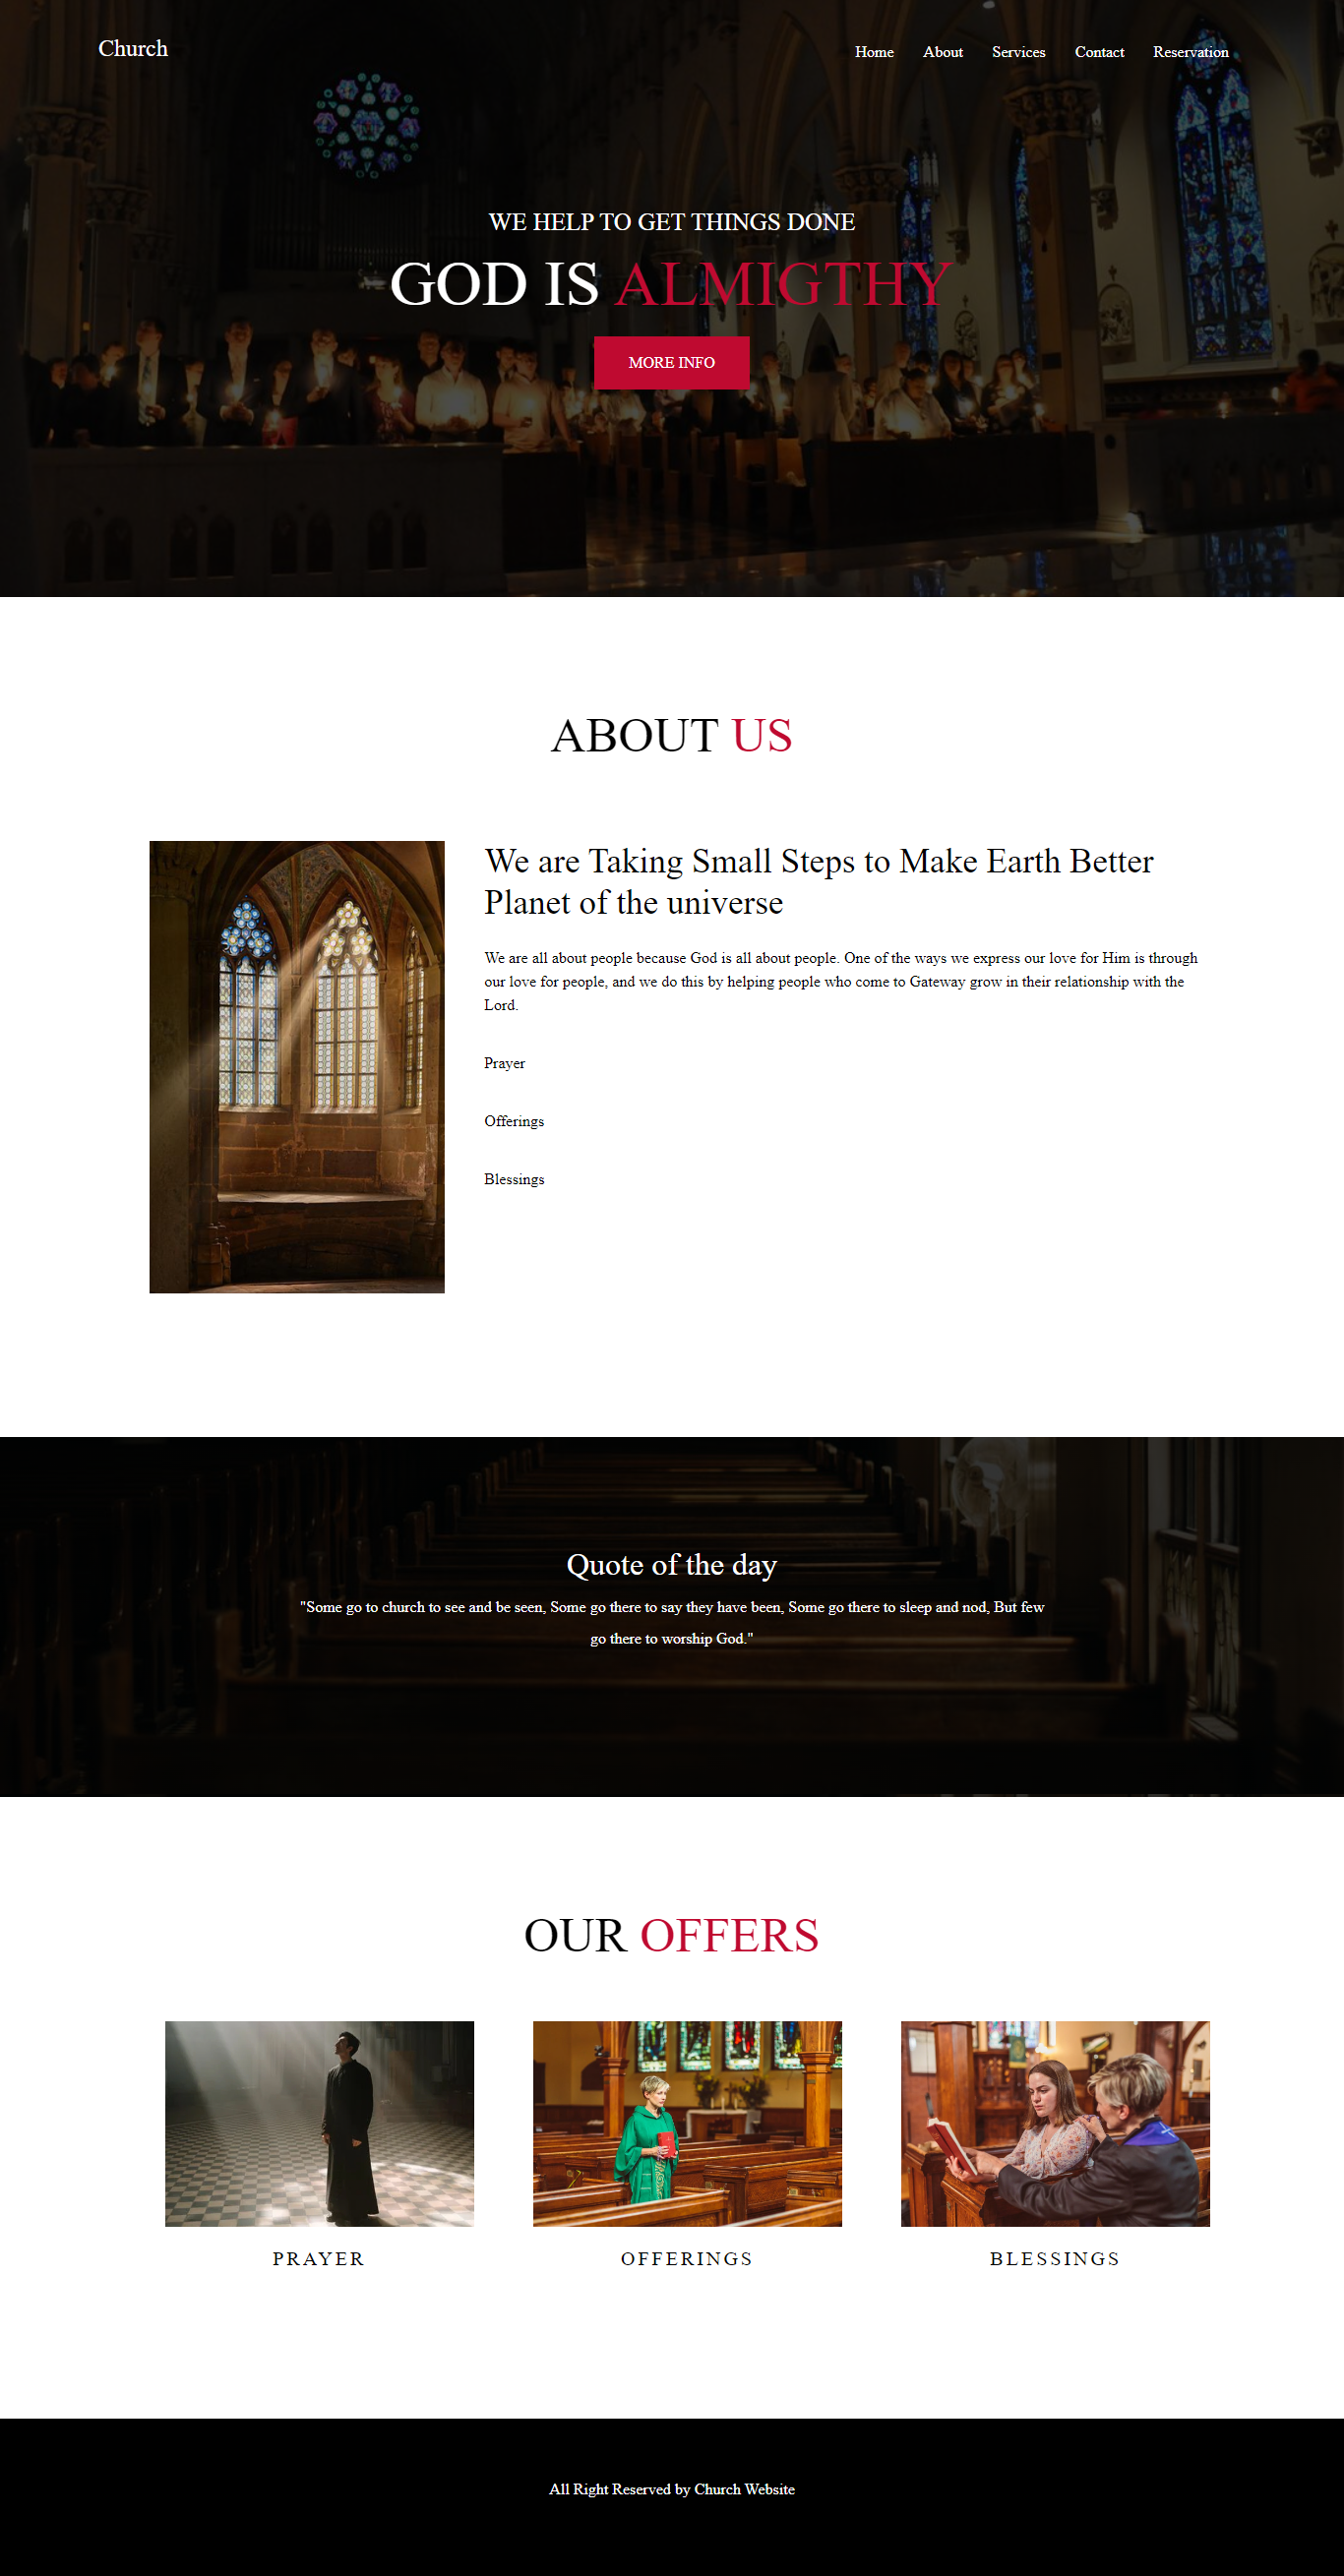 Church
Home About Services Contact Reservation
WE HELP TO GET THINGS DONE
GOD IS ALMIGTHY
MORE INFO
ABOUT US
We are Taking Small Steps to Make Earth Better
Planet of the universe
We are all about people because God is all about people. One of the ways we express our love for Him is through
our love for people, and we do this by helping people who come to Gateway grow in their relationship with the
Lord.
Prayer
Offerings
Blessings
Quote of the day
"Some go to church to see and be seen, Some go there to say they have been, Some go there to sleep and nod, But few
go there to worship God."
OUR OFFERS
PRAYER
OFFERINGS
BLESSINGS
All Right Reserved by Church Website